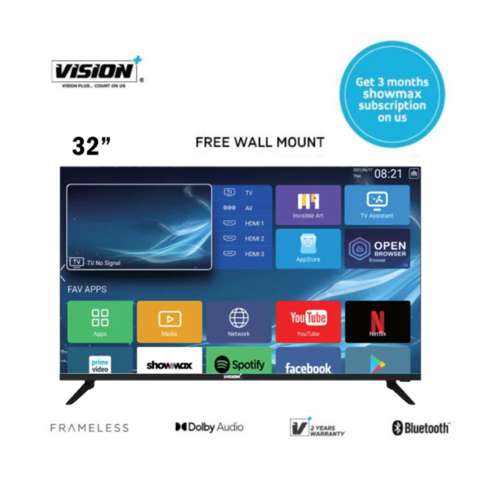 ViSiON+
®
VISION PLUS... COUNT ON US
Get 3 months
showmax
subscription
on us
32”
FREE WALL MOUNT
08:21
TV
AV
HDMI 1
HDMI 2
HDMI 3
TV TV No Signal
Invisible Art
TV Assistant
AppStore
OPEN
BROWSER
Browser
FAV APPS
Apps
Media
Network
YouTube
YouTube
N
Netflix
prime
video
showmax
Spotify
facebook
VISION+
FRAMELESS
Dolby Audio
V+ 2 YEARS
WARRANTY
Bluetooth